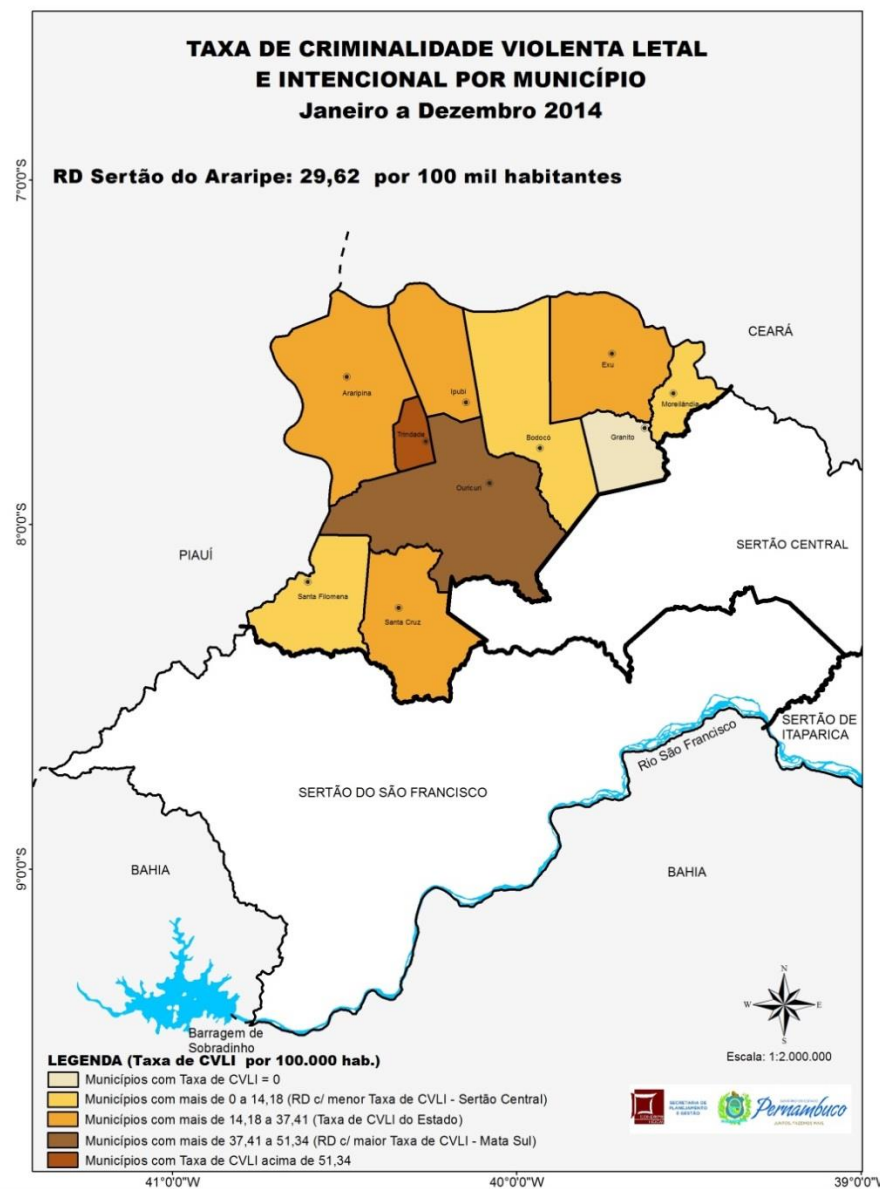 TAXA DE CRIMINALIDADE VIOLENTA LETAL
E INTENCIONAL POR MUNICÍPIO
Janeiro a Dezembro 2014
RD Sertão do Araripe: 29,62 por 100 mil habitantes
7°0'0"S
CEARÁ
Exu
Araripina
Ipubi
Moreilândia
Trindade
Bodocó
Granito
Ouricuri
8°0'0"S
PIAUÍ
SERTÃO CENTRAL
Santa Filomena
Santa Cruz
SERTÃO DE
ITAPARICA
Rio São Francisco
SERTÃO DO SÃO FRANCISCO
9°0'0"S
BAHIA
BAHIA
N
W
E
S
Barragem de
Sobradinho
Escala: 1:2.000.000
LEGENDA (Taxa de CVLI por 100.000 hab.)
Municípios com Taxa de CVLI = 0
Municípios com mais de 0 a 14,18 (RD c/ menor Taxa de CVLI - Sertão Central)
Municípios com mais de 14,18 a 37,41 (Taxa de CVLI do Estado)
Municípios com mais de 37,41 a 51,34 (RD c/ maior Taxa de CVLI - Mata Sul)
Municípios com Taxa de CVLI acima de 51,34
SECRETARIA DE
PLANEJAMENTO
E GESTÃO
Pernambuco
41°0'0"W
40°0'0"W
39°0'0"W